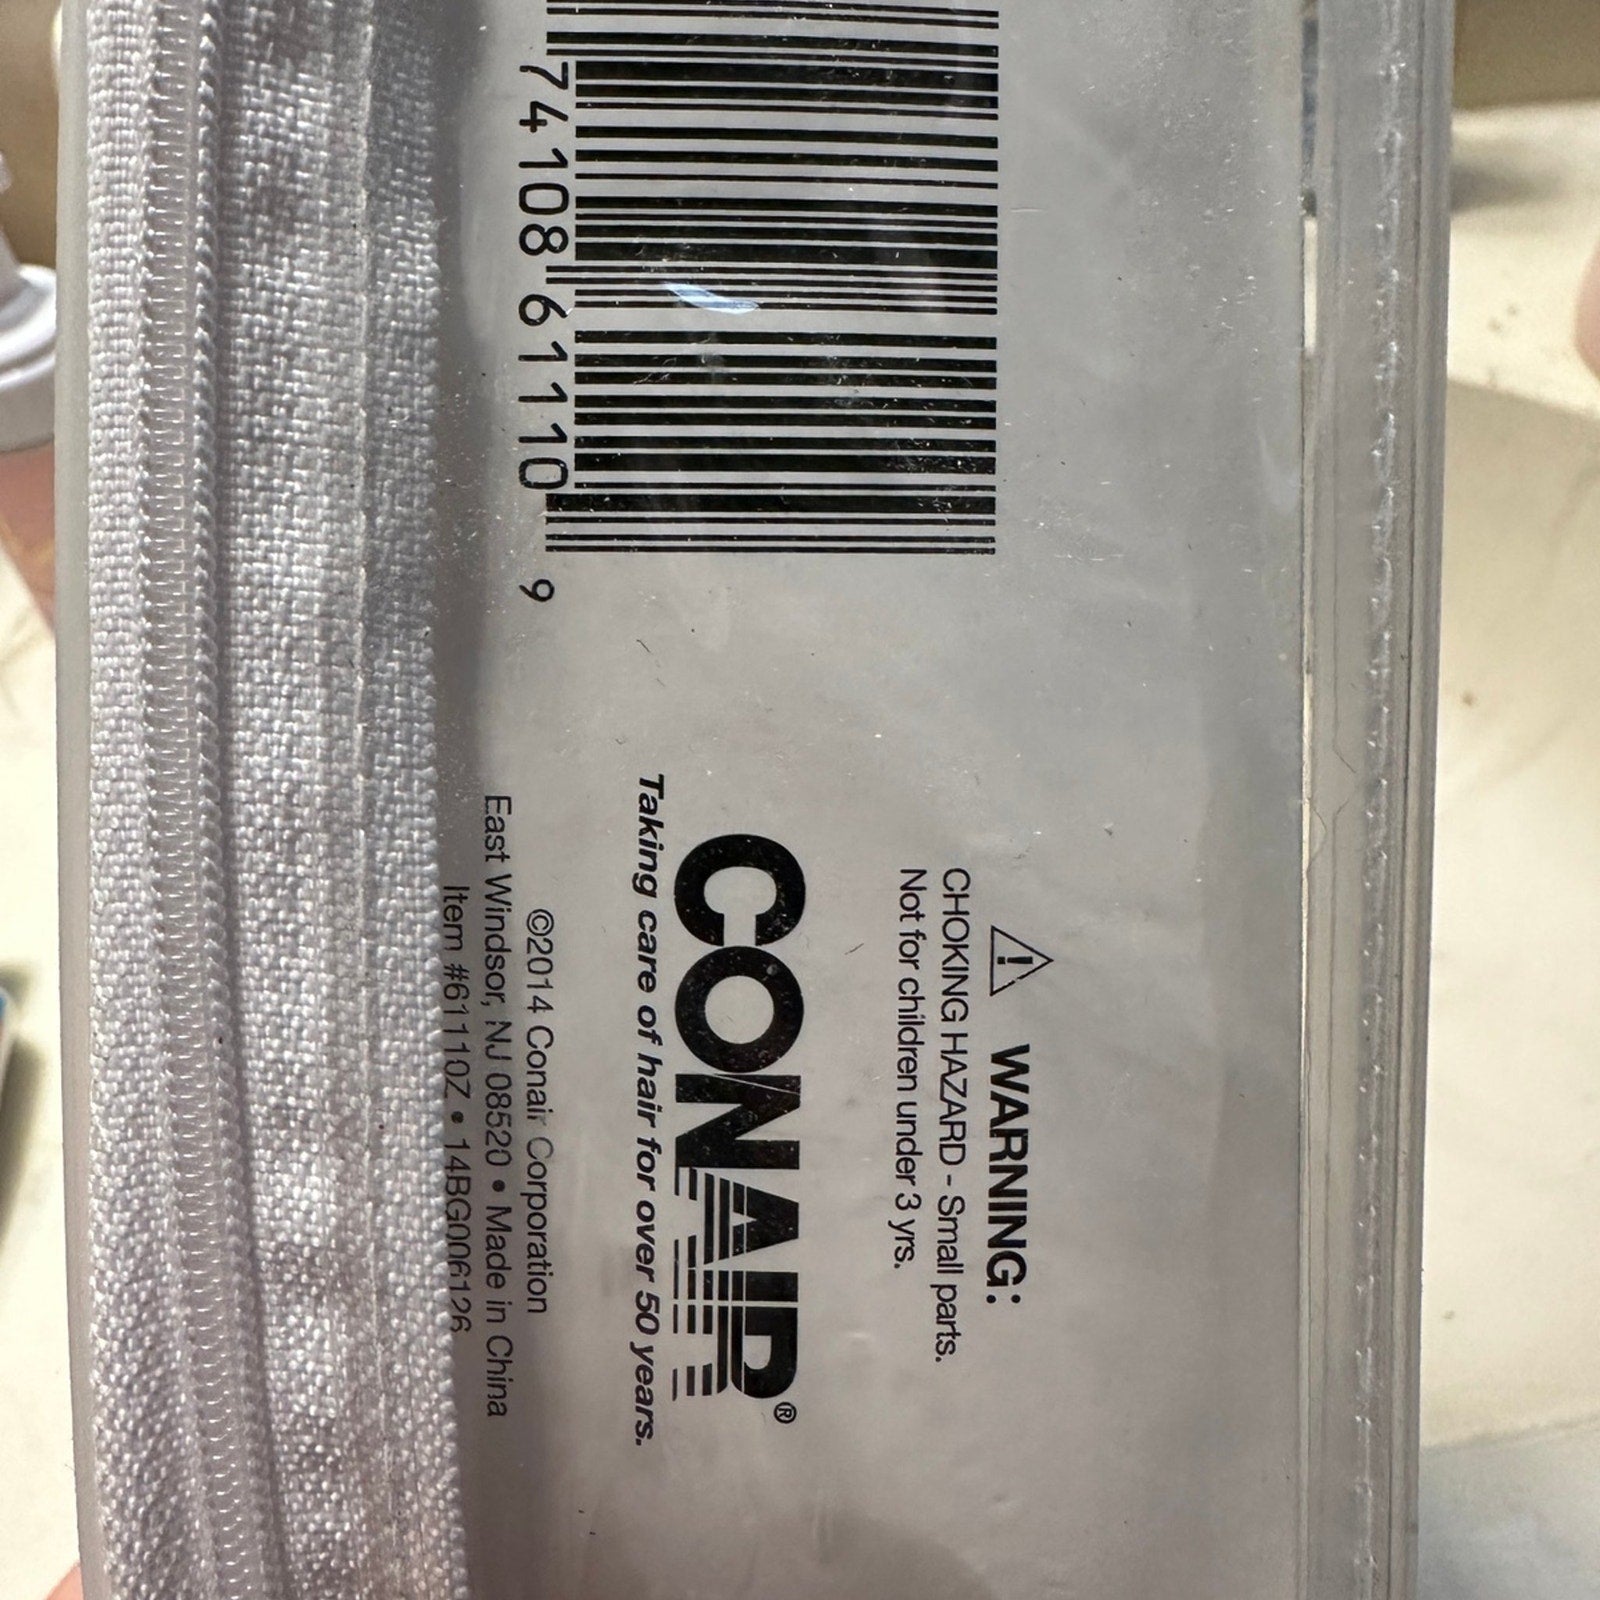 74108 61110 9
⚠ WARNING:
CHOKING HAZARD - Small parts.
Not for children under 3 yrs.
CONAIR®
Taking care of hair for over 50 years.
©2014 Conair Corporation
East Windsor, NJ 08520 • Made in China
Item #61110Z • 14BG006126